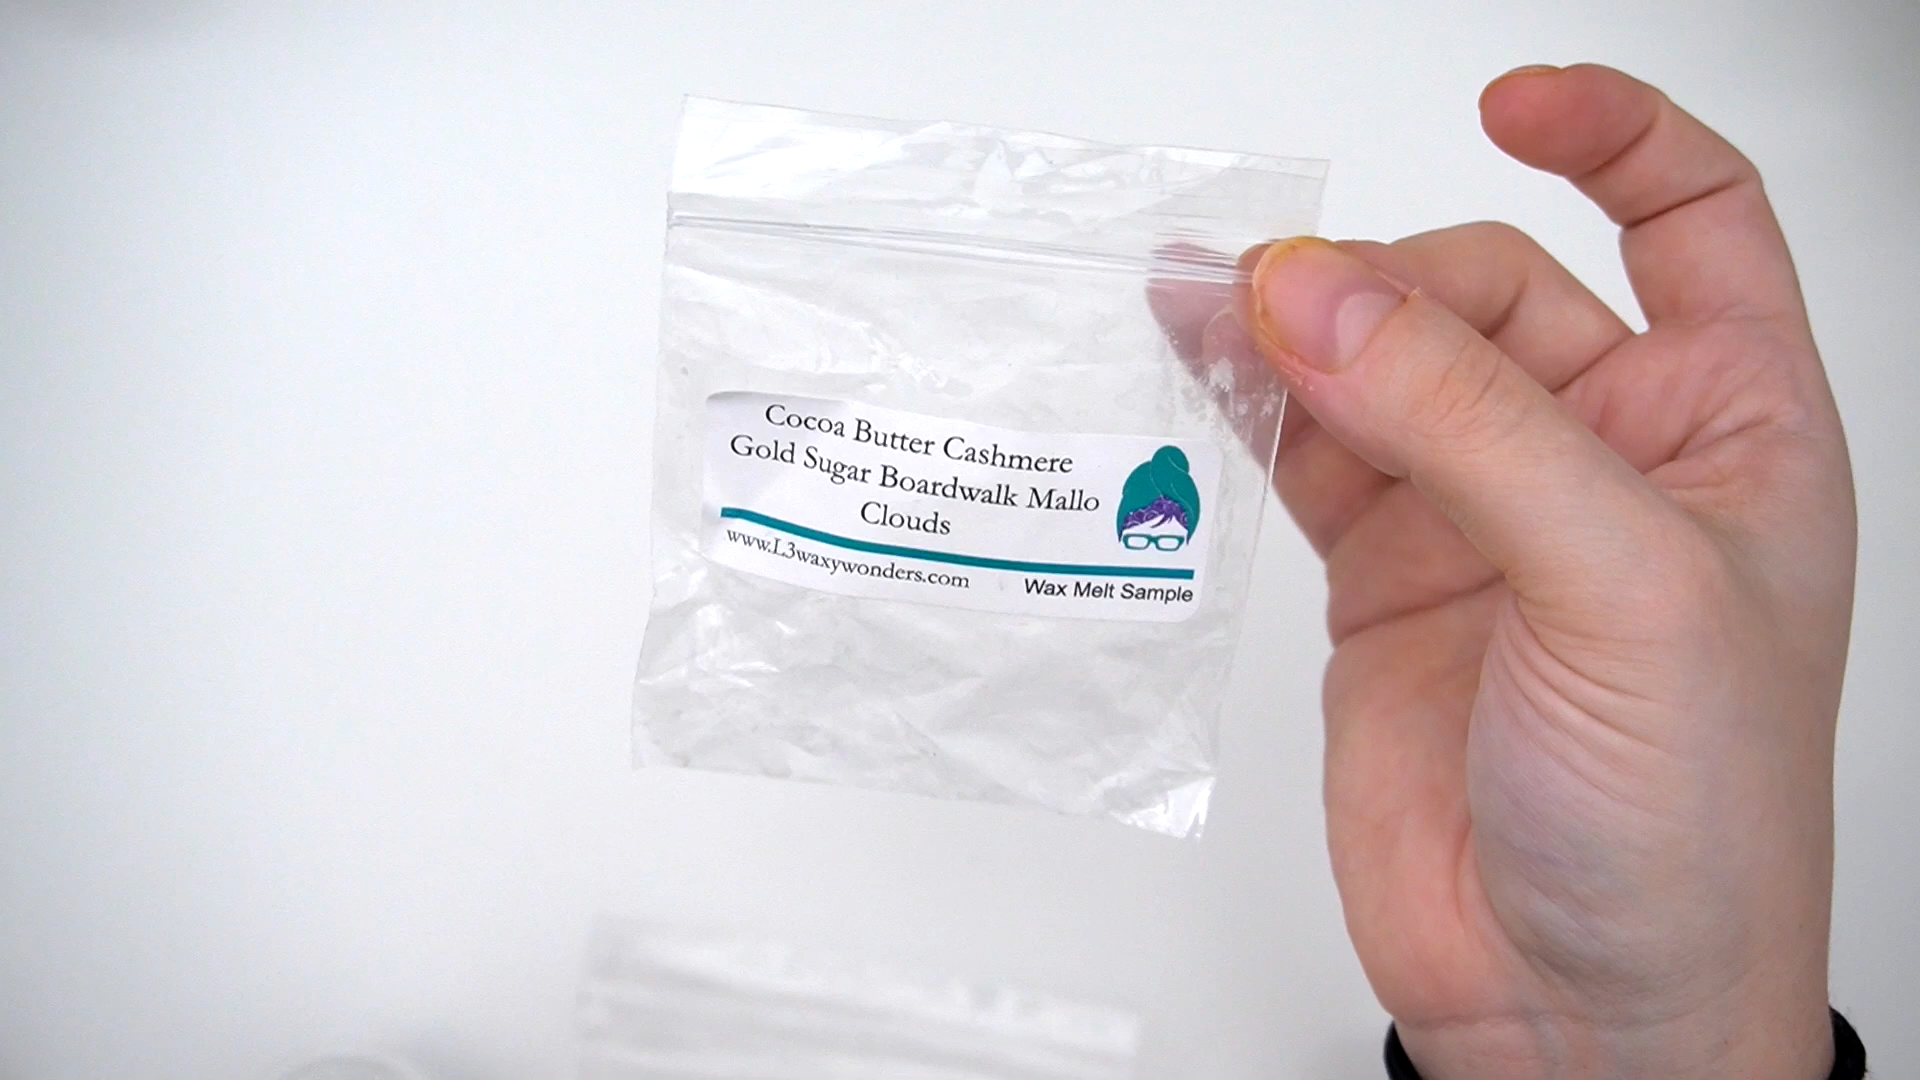 Cocoa Butter Cashmere
Gold Sugar Boardwalk Mallo
Clouds
www.L3waxywonders.com
Wax Melt Sample